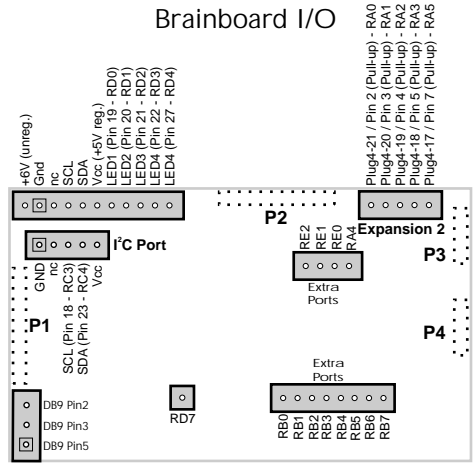 Brainboard I/O
+6V (unreg.)
Gnd
nc
SCL
SDA
Vcc (+5V reg.)
LED1 (Pin 19 - RD0)
LED2 (Pin 20 - RD1)
LED3 (Pin 21 - RD2)
LED4 (Pin 22 - RD3)
LED4 (Pin 27 - RD4)
Plug4-21 / Pin 2 (Pull-up) - RA0
Plug4-20 / Pin 3 (Pull-up) - RA1
Plug4-19 / Pin 4 (Pull-up) - RA2
Plug4-18 / Pin 5 (Pull-up) - RA3
Plug4-17 / Pin 7 (Pull-up) - RA5
P2
Expansion 2
P3
I²C Port
GND
nc
SCL (Pin 18 - RC3)
SDA (Pin 23 - RC4)
Vcc
RE2
RE1
RE0
RA4
Extra
Ports
P1
P4
DB9 Pin2
DB9 Pin3
DB9 Pin5
RD7
Extra
Ports
RB0
RB1
RB2
RB3
RB4
RB5
RB6
RB7